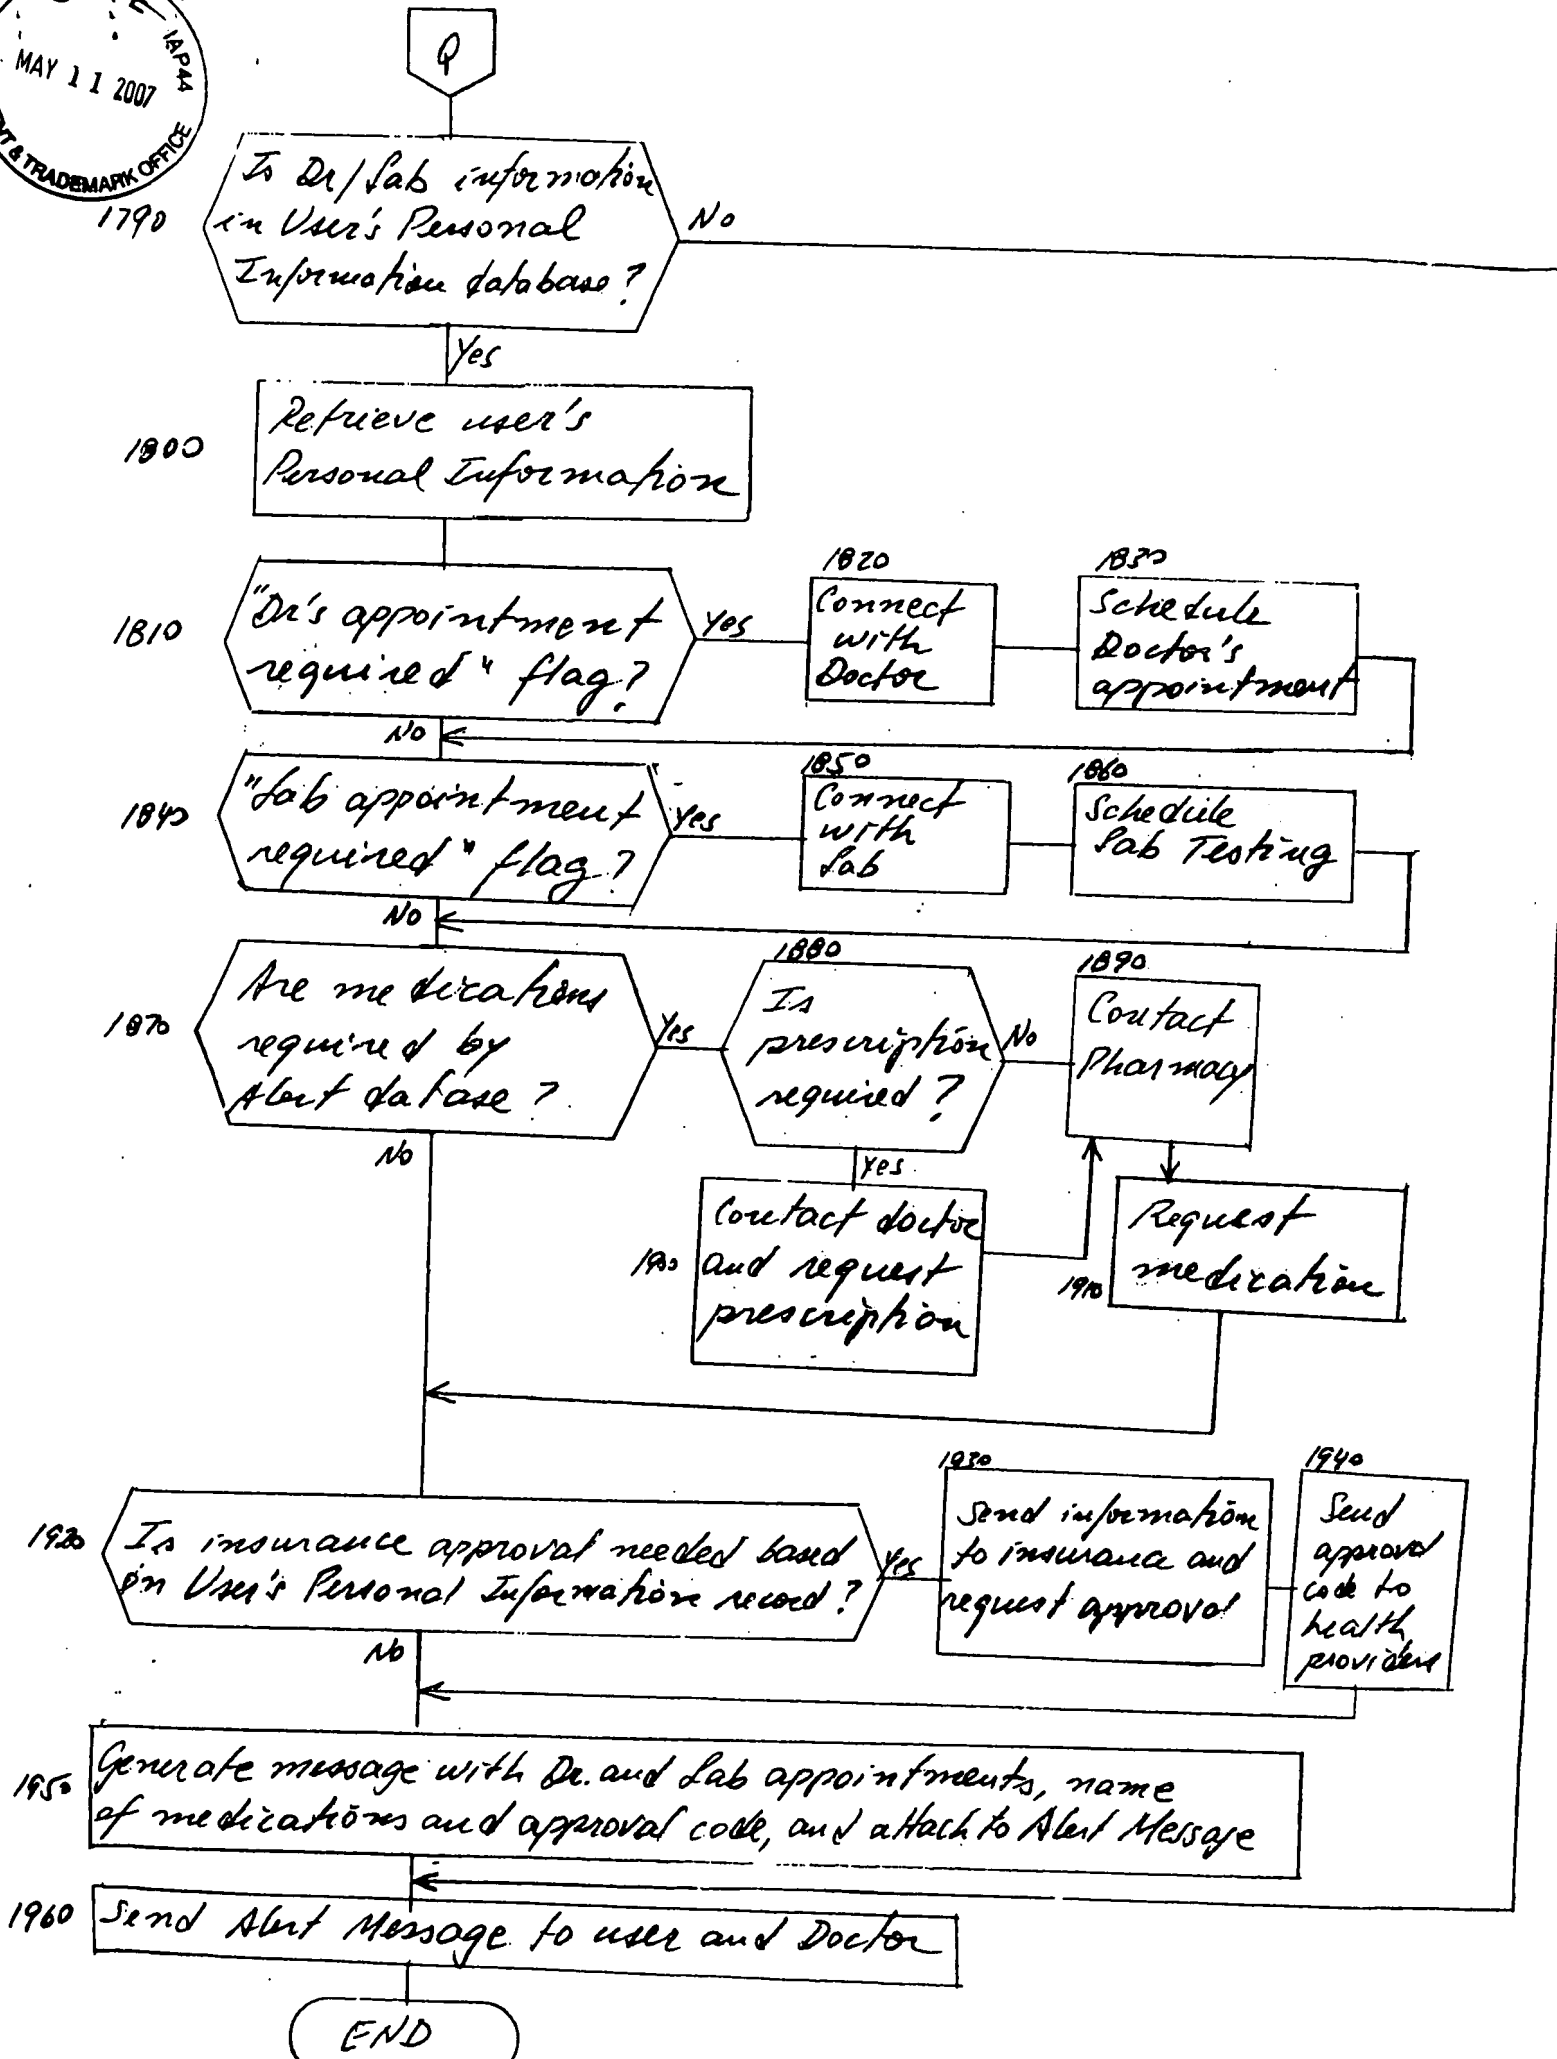 IAP44
MAY 11 2007
& TRADEMARK OFFICE
Q
1790
Is Dr/Lab information
in User's Personal
Information database?
No
Yes
1800
Retrieve user's
Personal Information
1810
"Dr's appointment
required" flag?
Yes
1820
Connect
with
Doctor
1830
Schedule
Doctor's
appointment
No
1840
"Lab appointment
required" flag?
Yes
1850
Connect
with
Lab
1860
Schedule
Lab Testing
No
1870
Are medications
required by
Alert datase?
Yes
1880
Is
prescription
required?
No
1890
Contact
Pharmacy
No
Yes
1900
Contact doctor
and request
prescription
1910
Request
medication
1920
Is insurance approval needed based
on User's Personal Information record?
Yes
1930
Send information
to insurance and
request approval
1940
Send
approval
code to
health
providers
No
1950
Generate message with Dr. and Lab appointments, name
of medications and approval code, and attach to Alert Message
1960
Send Alert Message to user and Doctor
END